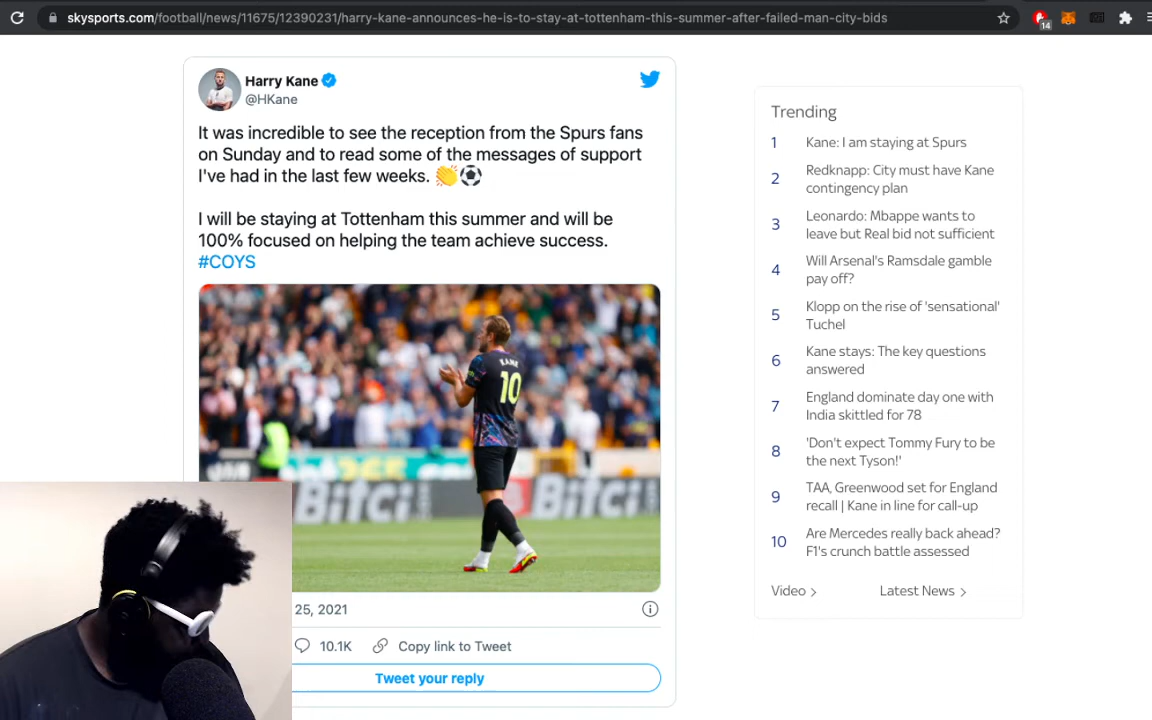 skysports.com/football/news/11675/12390231/harry-kane-announces-he-is-to-stay-at-tottenham-this-summer-after-failed-man-city-bids
14
Harry Kane
@HKane
It was incredible to see the reception from the Spurs fans
on Sunday and to read some of the messages of support
I've had in the last few weeks. 👏⚽
I will be staying at Tottenham this summer and will be
100% focused on helping the team achieve success.
#COYS
KANE
10
Bitci
Bitci
25, 2021
10.1K
Copy link to Tweet
Tweet your reply
Trending
1 Kane: I am staying at Spurs
2 Redknapp: City must have Kane
contingency plan
3 Leonardo: Mbappe wants to
leave but Real bid not sufficient
4 Will Arsenal's Ramsdale gamble
pay off?
5 Klopp on the rise of 'sensational'
Tuchel
6 Kane stays: The key questions
answered
7 England dominate day one with
India skittled for 78
8 'Don't expect Tommy Fury to be
the next Tyson!'
9 TAA, Greenwood set for England
recall | Kane in line for call-up
10 Are Mercedes really back ahead?
F1's crunch battle assessed
Video
Latest News